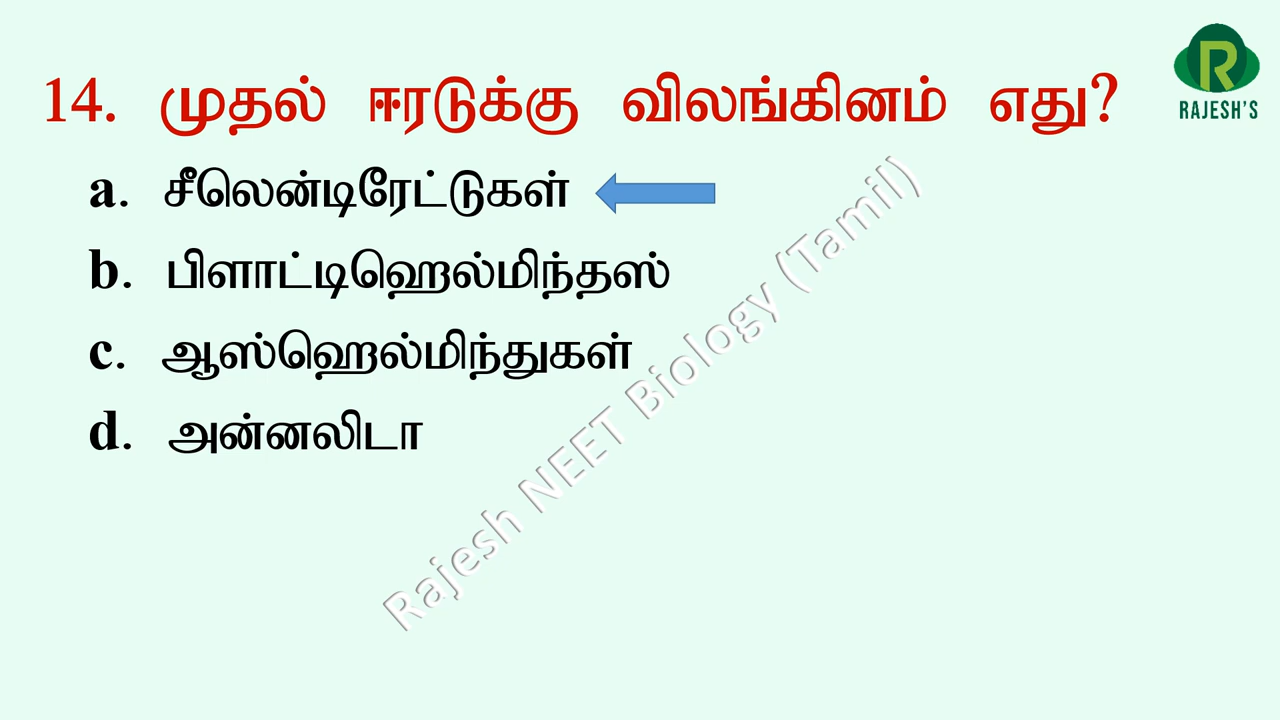 14. முதல் ஈரடுக்கு விலங்கினம் எது?
R
RAJESH'S
a. சீலென்டிரேட்டுகள்
b. பிளாட்டிஹெல்மிந்தஸ்
c. ஆஸ்ஹெல்மிந்துகள்
d. அன்னலிடா
Rajesh NEET Biology (Tamil)